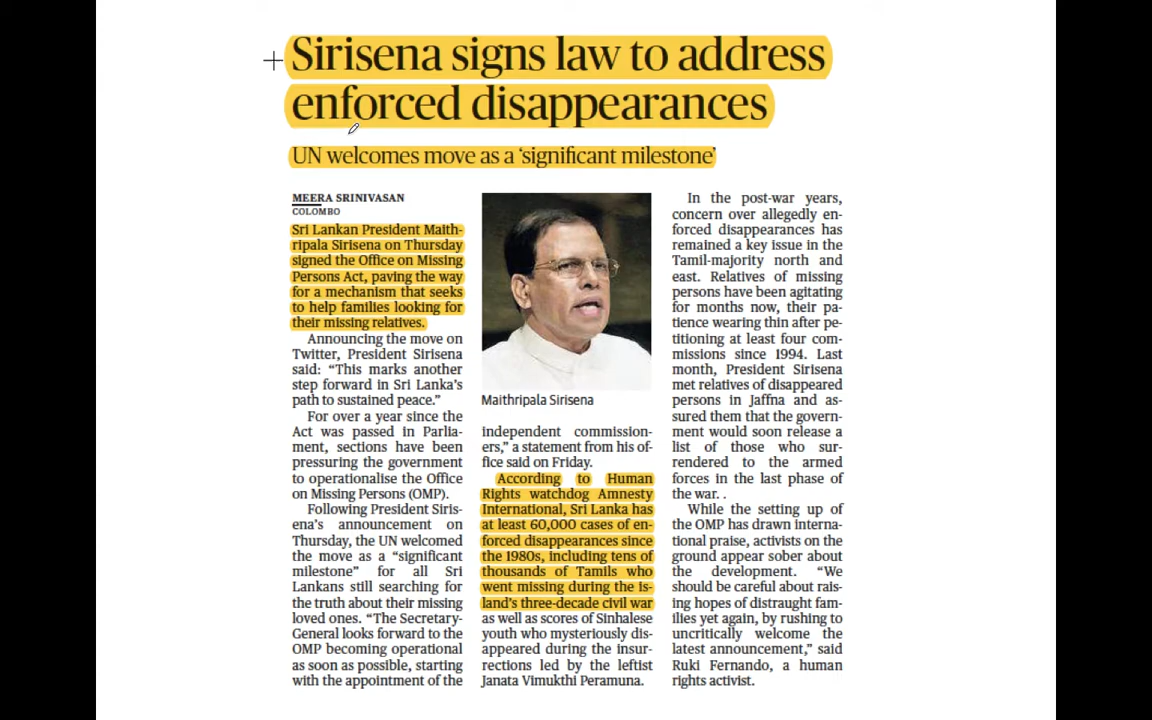 Sirisena signs law to address
enforced disappearances
UN welcomes move as a ‘significant milestone’
MEERA SRINIVASAN
COLOMBO
Sri Lankan President Maith-
ripala Sirisena on Thursday
signed the Office on Missing
Persons Act, paving the way
for a mechanism that seeks
to help families looking for
their missing relatives.
Announcing the move on
Twitter, President Sirisena
said: “This marks another
step forward in Sri Lanka’s
path to sustained peace.”
For over a year since the
Act was passed in Parlia-
ment, sections have been
pressuring the government
to operationalise the Office
on Missing Persons (OMP).
Following President Siris-
ena’s announcement on
Thursday, the UN welcomed
the move as a “significant
milestone” for all Sri
Lankans still searching for
the truth about their missing
loved ones. “The Secretary-
General looks forward to the
OMP becoming operational
as soon as possible, starting
with the appointment of the
Maithripala Sirisena
independent commission-
ers,” a statement from his of-
fice said on Friday.
According to Human
Rights watchdog Amnesty
International, Sri Lanka has
at least 60,000 cases of en-
forced disappearances since
the 1980s, including tens of
thousands of Tamils who
went missing during the is-
land’s three-decade civil war
as well as scores of Sinhalese
youth who mysteriously dis-
appeared during the insur-
rections led by the leftist
Janata Vimukthi Peramuna.
In the post-war years,
concern over allegedly en-
forced disappearances has
remained a key issue in the
Tamil-majority north and
east. Relatives of missing
persons have been agitating
for months now, their pa-
tience wearing thin after pe-
titioning at least four com-
missions since 1994. Last
month, President Sirisena
met relatives of disappeared
persons in Jaffna and as-
sured them that the govern-
ment would soon release a
list of those who sur-
rendered to the armed
forces in the last phase of
the war. .
While the setting up of
the OMP has drawn interna-
tional praise, activists on the
ground appear sober about
the development. “We
should be careful about rais-
ing hopes of distraught fam-
ilies yet again, by rushing to
uncritically welcome the
latest announcement,” said
Ruki Fernando, a human
rights activist.